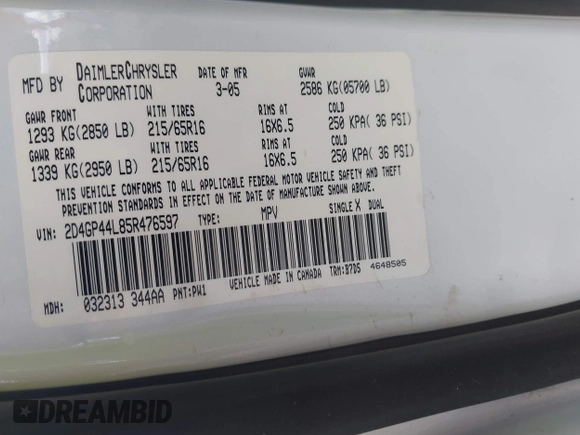 MFD BY DAIMLERCHRYSLER CORPORATION DATE OF MFR 3-05 GVWR 2586 KG(05700 LB)
GAWR FRONT WITH TIRES RIMS AT COLD
1293 KG(2850 LB) 215/65R16 16X6.5 250 KPA( 36 PSI)
GAWR REAR WITH TIRES RIMS AT COLD
1339 KG(2950 LB) 215/65R16 16X6.5 250 KPA( 36 PSI)
THIS VEHICLE CONFORMS TO ALL APPLICABLE FEDERAL MOTOR VEHICLE SAFETY AND THEFT
PREVENTION STANDARDS IN EFFECT ON THE DATE OF MANUFACTURE SHOWN ABOVE.
VIN: 2D4GP44L85R476597 TYPE: MPV SINGLE X DUAL
MDH: 032313 344AA PNT:PW1 VEHICLE MADE IN CANADA TRM:B7D5 4648505
DREAMBID